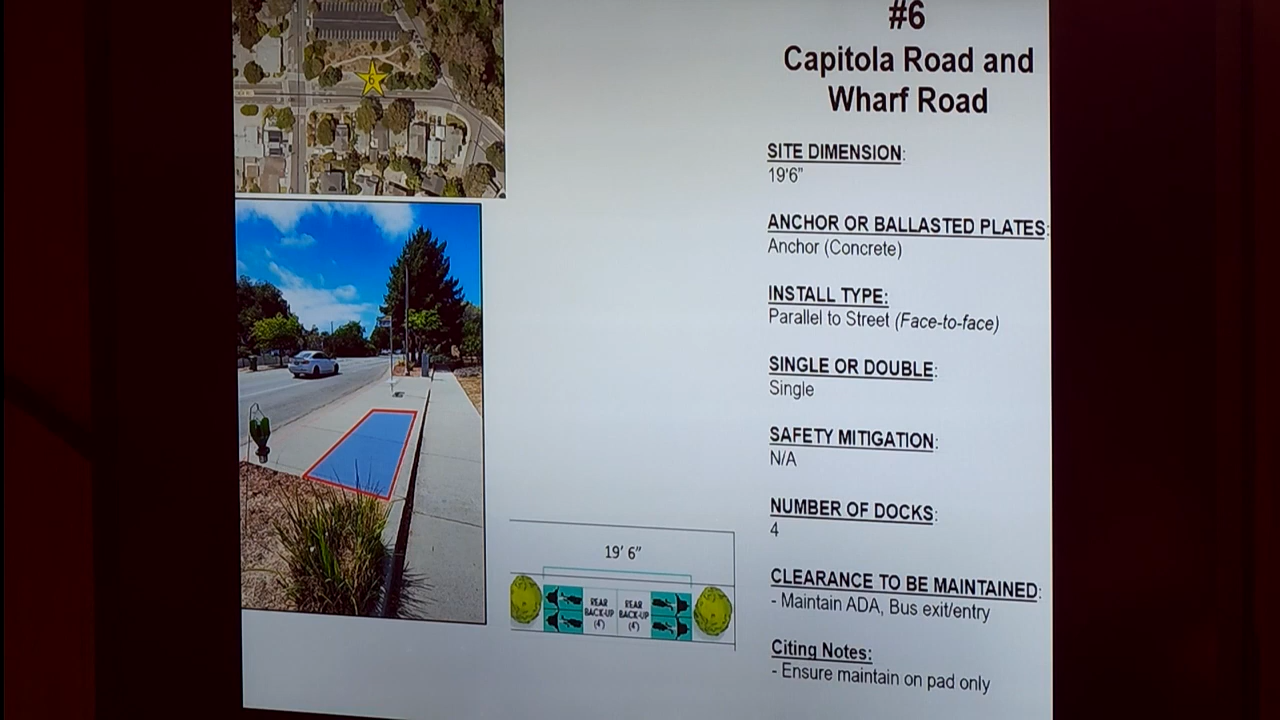 #6
Capitola Road and
Wharf Road
SITE DIMENSION:
19'6"
ANCHOR OR BALLASTED PLATES:
Anchor (Concrete)
INSTALL TYPE:
Parallel to Street (Face-to-face)
SINGLE OR DOUBLE:
Single
SAFETY MITIGATION:
N/A
NUMBER OF DOCKS:
4
CLEARANCE TO BE MAINTAINED:
- Maintain ADA, Bus exit/entry
Citing Notes:
- Ensure maintain on pad only
6
19' 6"
REAR
BACK-UP
(4')
REAR
BACK-UP
(4')